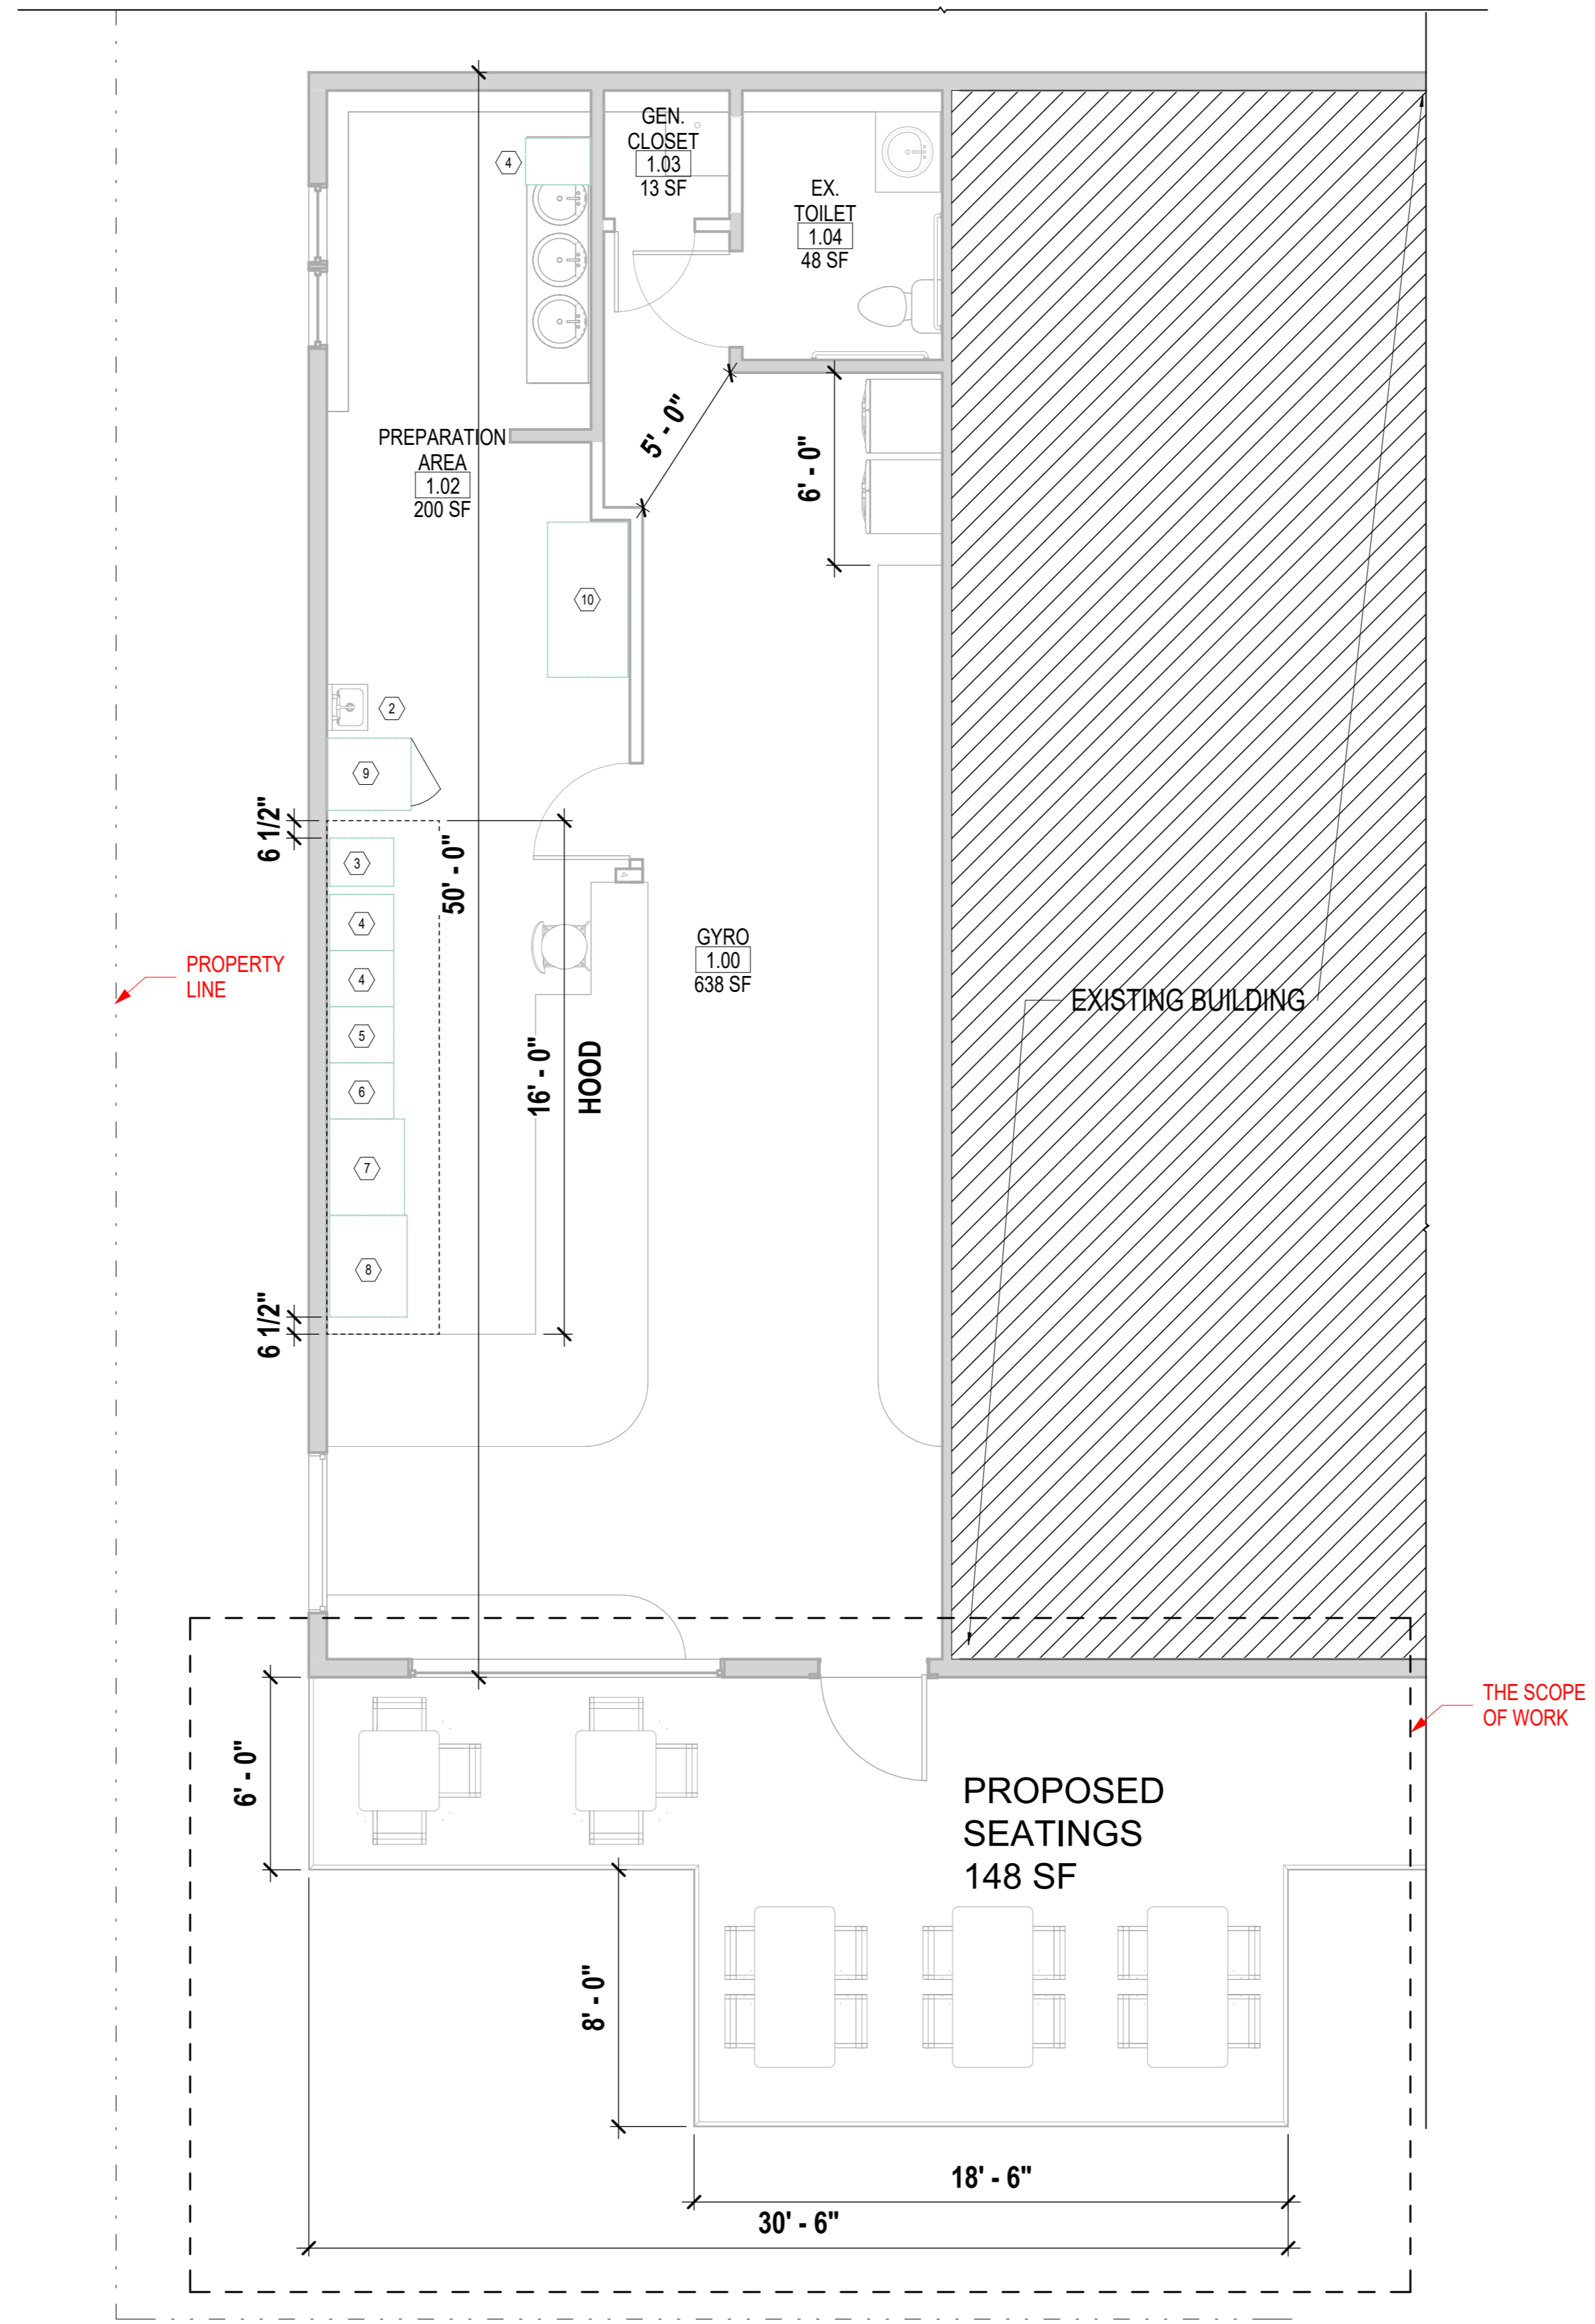 GEN.
CLOSET
1.03
13 SF
4
EX.
TOILET
1.04
48 SF
5' - 0"
6' - 0"
PREPARATION
AREA
1.02
200 SF
10
2
9
6 1/2"
3
50' - 0"
4
4
5
6
7
8
6 1/2"
16' - 0"
HOOD
GYRO
1.00
638 SF
PROPERTY
LINE
EXISTING BUILDING
THE SCOPE
OF WORK
6' - 0"
PROPOSED
SEATINGS
148 SF
8' - 0"
18' - 6"
30' - 6"